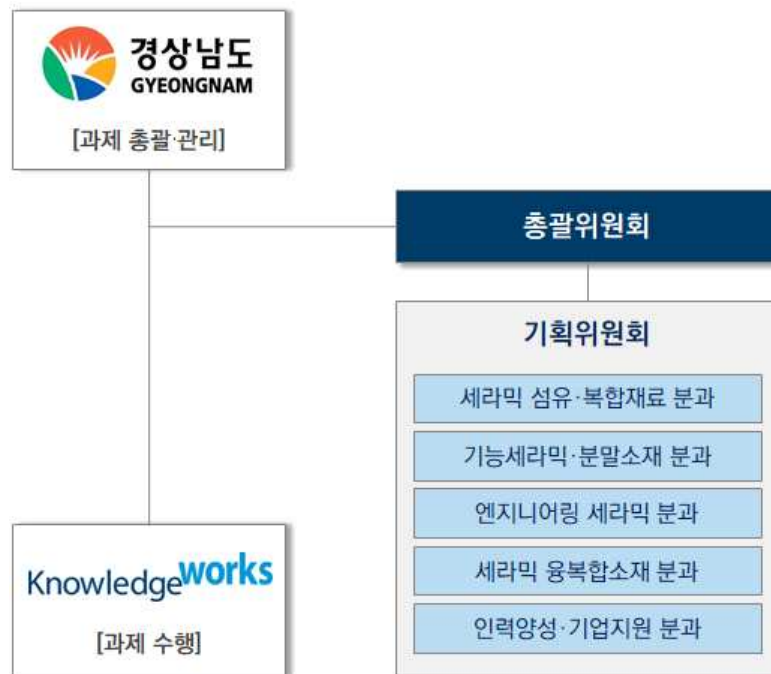 경상남도
GYEONGNAM
[과제 총괄·관리]
총괄위원회
기획위원회
세라믹 섬유·복합재료 분과
기능세라믹·분말소재 분과
엔지니어링 세라믹 분과
세라믹 융복합소재 분과
인력양성·기업지원 분과
Knowledgeworks
[과제 수행]